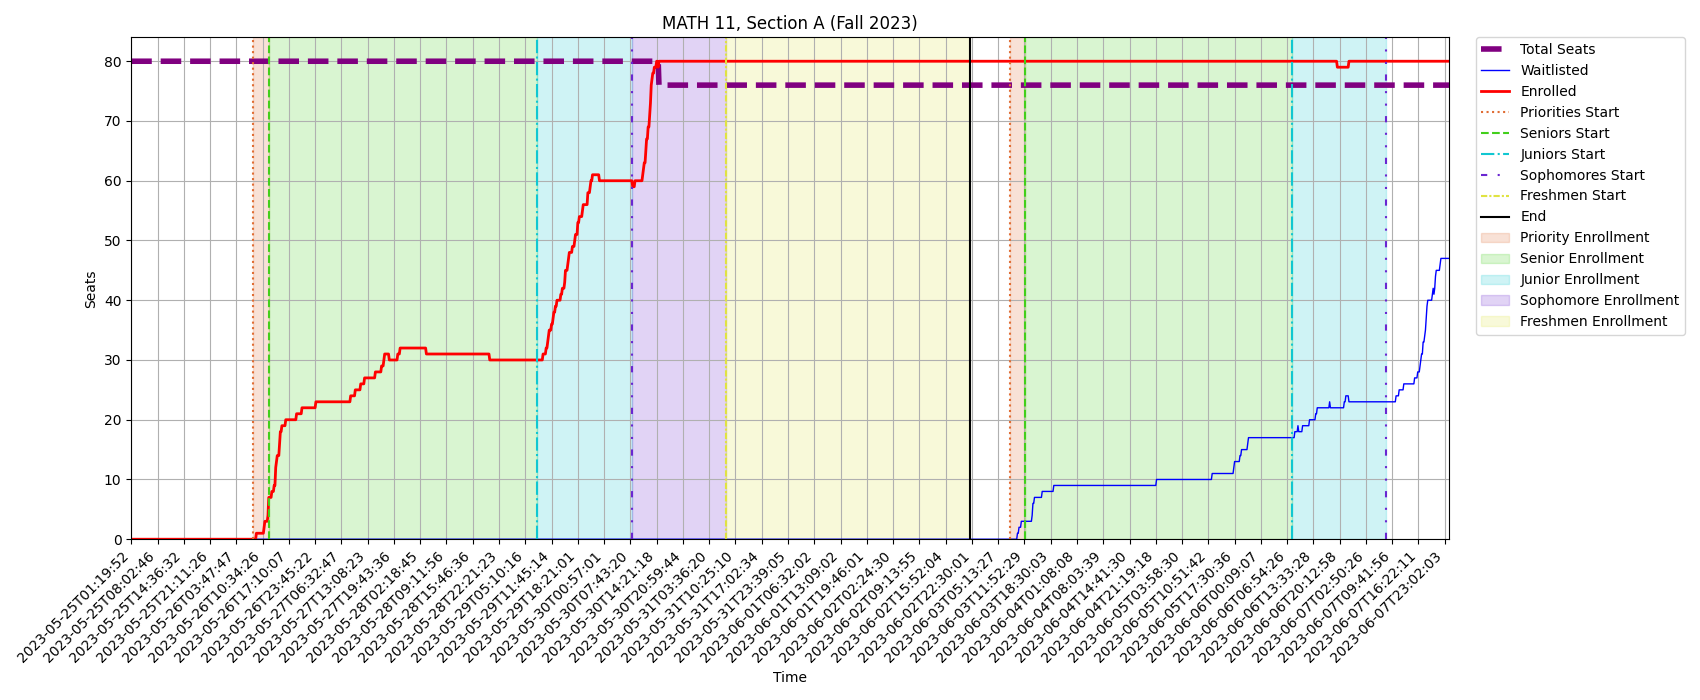 MATH 11, Section A (Fall 2023)
Total Seats
Waitlisted
Enrolled
Priorities Start
Seniors Start
Juniors Start
Sophomores Start
Freshmen Start
End
Priority Enrollment
Senior Enrollment
Junior Enrollment
Sophomore Enrollment
Freshmen Enrollment
Seats
80
70
60
50
40
30
20
10
0
2023-05-25T01:19:52
2023-05-25T08:02:46
2023-05-25T14:36:32
2023-05-25T21:11:26
2023-05-26T03:47:47
2023-05-26T10:34:26
2023-05-26T17:10:07
2023-05-26T23:45:22
2023-05-27T06:32:47
2023-05-27T13:08:23
2023-05-27T19:43:36
2023-05-28T02:18:45
2023-05-28T09:11:56
2023-05-28T15:46:36
2023-05-28T22:21:23
2023-05-29T05:10:16
2023-05-29T11:45:14
2023-05-29T18:21:01
2023-05-30T00:57:01
2023-05-30T07:43:20
2023-05-30T14:21:18
2023-05-30T20:59:44
2023-05-31T03:36:20
2023-05-31T10:25:10
2023-05-31T17:02:34
2023-05-31T23:39:05
2023-06-01T06:32:02
2023-06-01T13:09:02
2023-06-01T19:46:01
2023-06-02T02:24:30
2023-06-02T09:13:55
2023-06-02T15:52:04
2023-06-02T22:30:01
2023-06-03T05:13:27
2023-06-03T11:52:29
2023-06-03T18:30:03
2023-06-04T01:08:08
2023-06-04T08:03:39
2023-06-04T14:41:30
2023-06-04T21:19:18
2023-06-05T03:58:30
2023-06-05T10:51:42
2023-06-05T17:30:36
2023-06-06T00:09:07
2023-06-06T06:54:26
2023-06-06T13:33:28
2023-06-06T20:12:58
2023-06-07T02:50:26
2023-06-07T09:41:56
2023-06-07T16:22:11
2023-06-07T23:02:03
Time